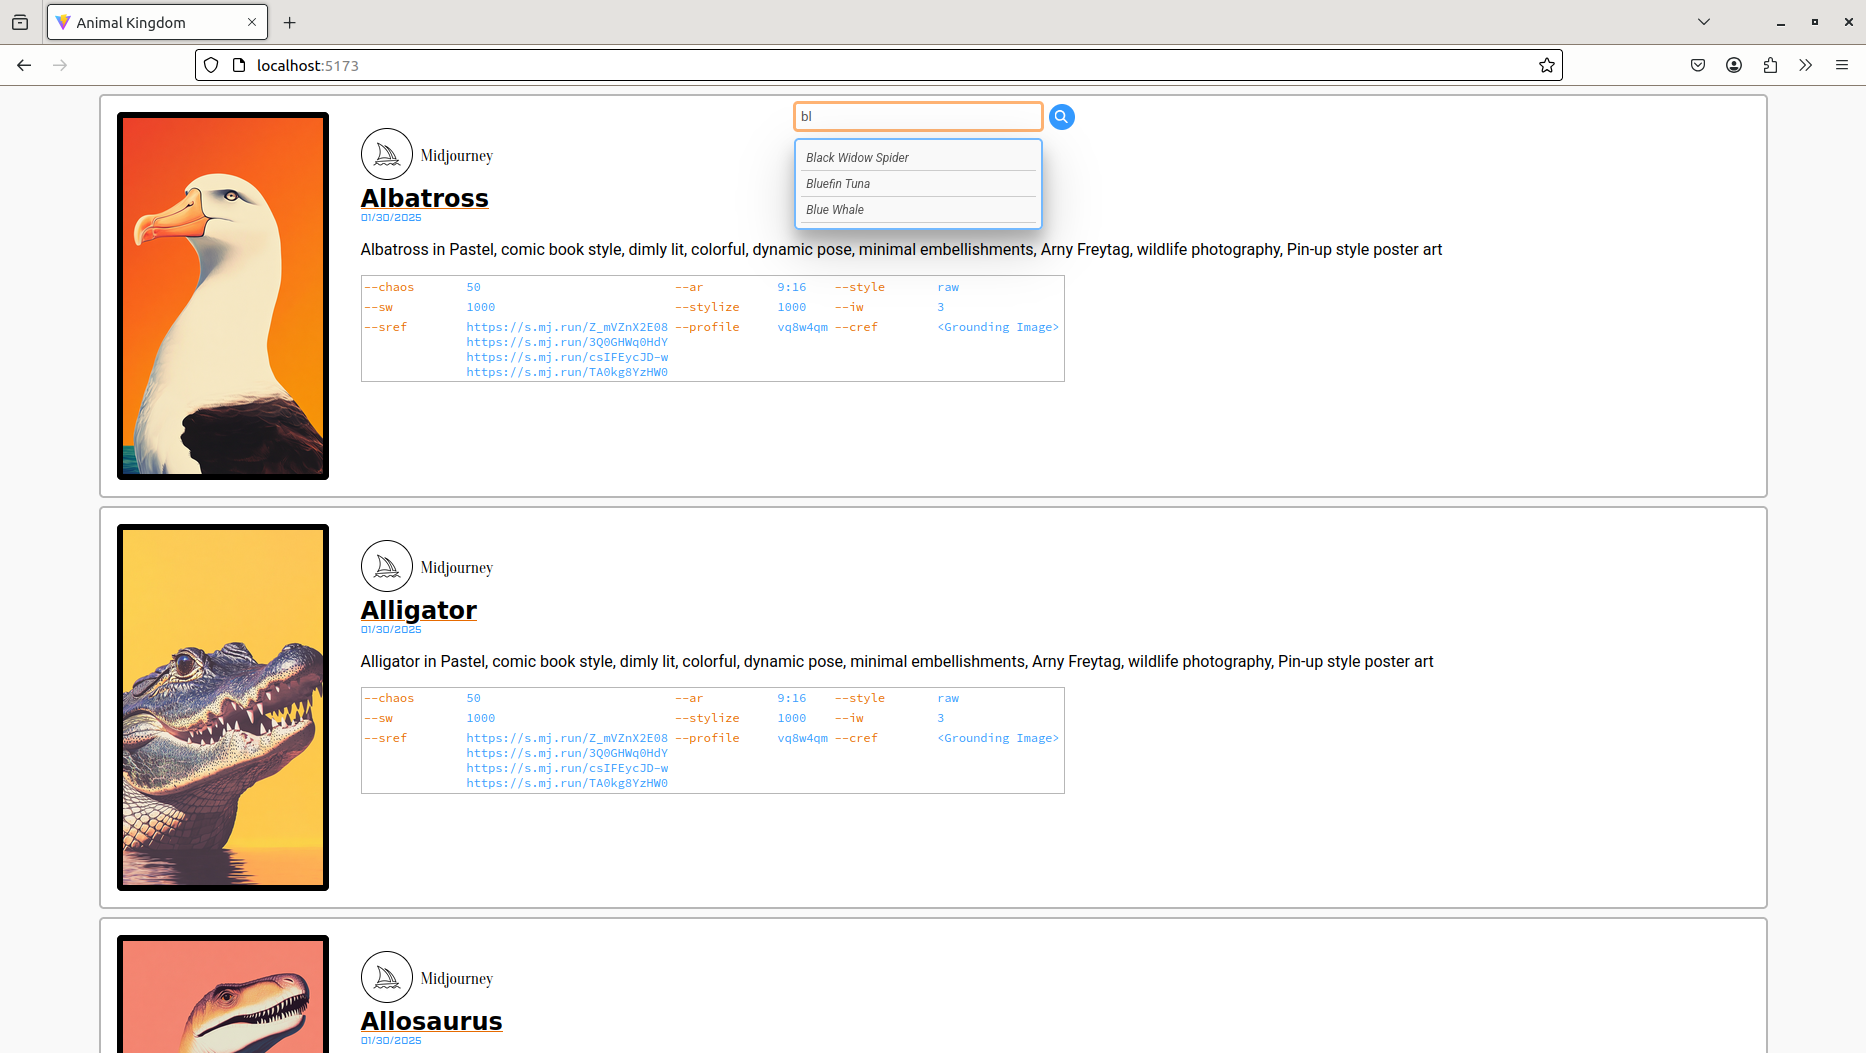 Animal Kingdom
localhost:5173
bl
Black Widow Spider
Bluefin Tuna
Blue Whale
Midjourney
Albatross
01/30/2025
Albatross in Pastel, comic book style, dimly lit, colorful, dynamic pose, minimal embellishments, Arny Freytag, wildlife photography, Pin-up style poster art
--chaos 50 --ar 9:16 --style raw
--sw 1000 --stylize 1000 --iw 3
--sref https://s.mj.run/Z_mVZnX2E08 --profile vq8w4qm --cref <Grounding Image>
https://s.mj.run/3Q0GHWq0HdY
https://s.mj.run/csIFEycJD-w
https://s.mj.run/TA0kg8YzHW0
Midjourney
Alligator
01/30/2025
Alligator in Pastel, comic book style, dimly lit, colorful, dynamic pose, minimal embellishments, Arny Freytag, wildlife photography, Pin-up style poster art
--chaos 50 --ar 9:16 --style raw
--sw 1000 --stylize 1000 --iw 3
--sref https://s.mj.run/Z_mVZnX2E08 --profile vq8w4qm --cref <Grounding Image>
https://s.mj.run/3Q0GHWq0HdY
https://s.mj.run/csIFEycJD-w
https://s.mj.run/TA0kg8YzHW0
Midjourney
Allosaurus
01/30/2025